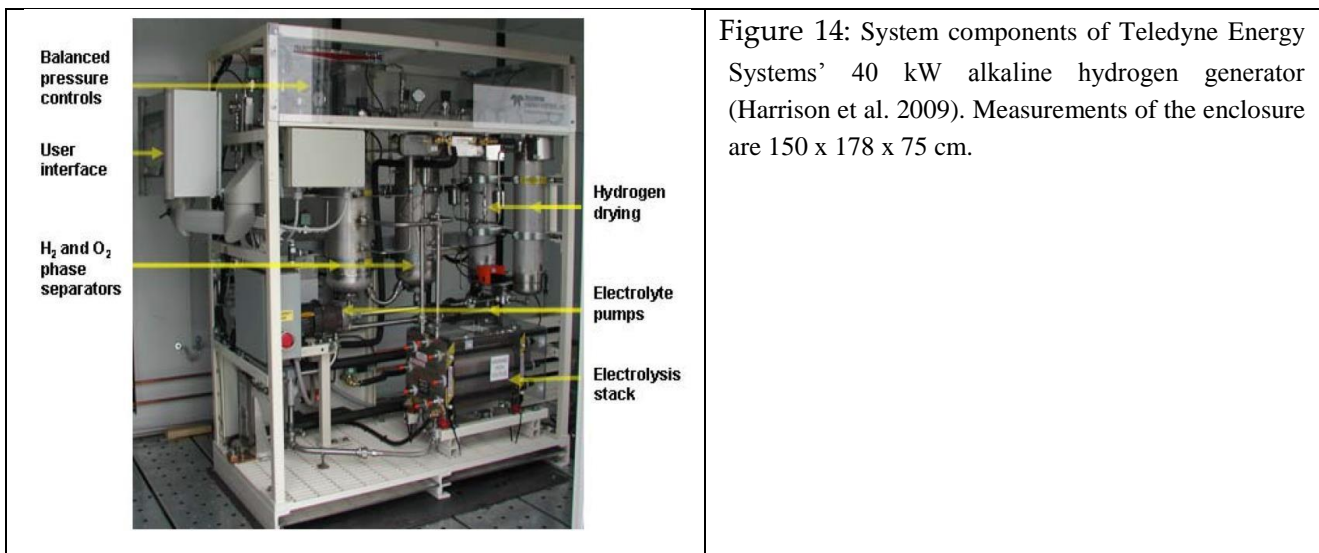 Balanced
pressure
controls
User
interface
H₂ and O₂
phase
separators
Hydrogen
drying
Electrolyte
pumps
Electrolysis
stack
Figure 14: System components of Teledyne Energy
Systems’ 40 kW alkaline hydrogen generator
(Harrison et al. 2009). Measurements of the enclosure
are 150 x 178 x 75 cm.